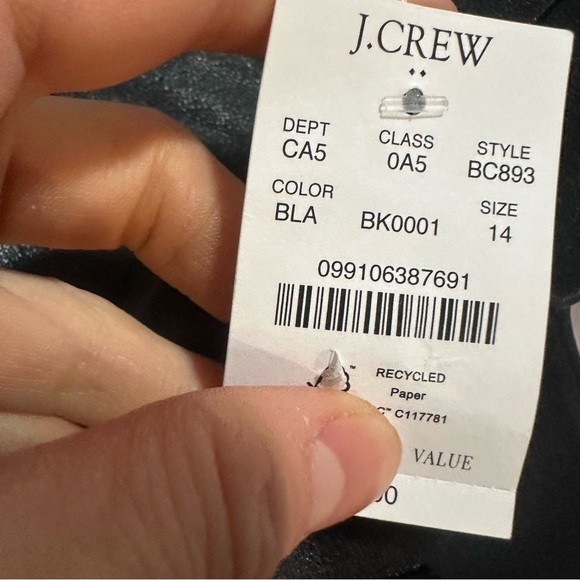 J.CREW
DEPT CLASS STYLE
CA5 0A5 BC893
COLOR SIZE
BLA BK0001 14
099106387691
RECYCLED
Paper
C117781
VALUE